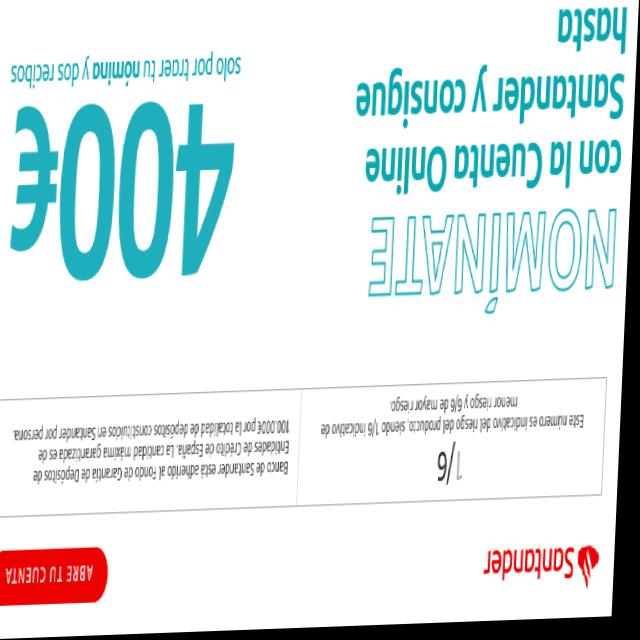 Santander
ABRE TU CUENTA
1/6
Este número es indicativo del riesgo del producto, siendo 1/6 indicativo de
menor riesgo y 6/6 de mayor riesgo.
Banco de Santander está adherido al Fondo de Garantía de Depósitos de
Entidades de Crédito de España. La cantidad máxima garantizada es de
100.000€ por la totalidad de depósitos constituidos en Santander por persona.
NOMÍNATE
con la Cuenta Online
Santander y consigue
hasta
400€
solo por traer tu nómina y dos recibos